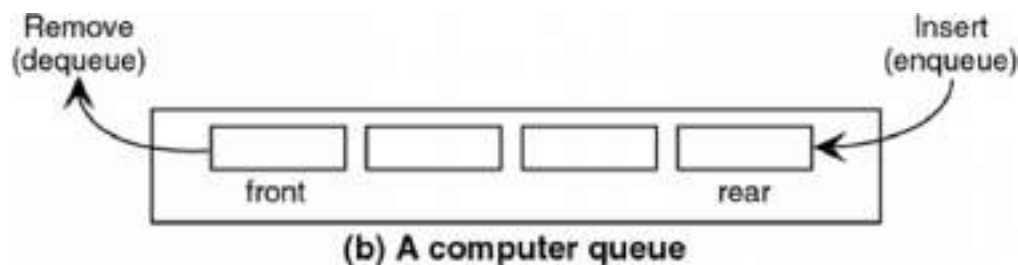 Remove
(dequeue)
Insert
(enqueue)
front
rear
(b) A computer queue